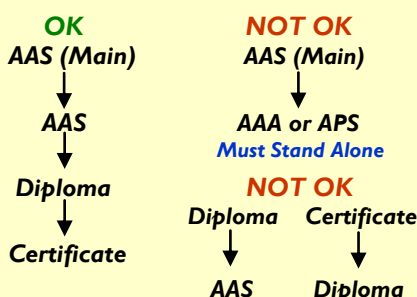 OK
AAS (Main)
AAS
Diploma
Certificate
NOT OK
AAS (Main)
AAA or APS
Must Stand Alone
NOT OK
Diploma Certificate
AAS Diploma